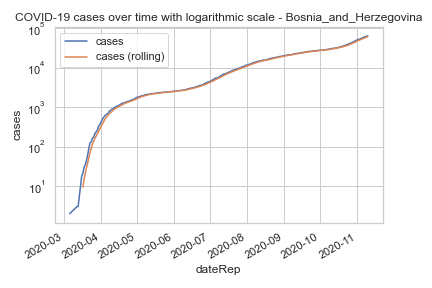 COVID-19 cases over time with logarithmic scale - Bosnia_and_Herzegovina
cases
cases (rolling)
10^5
10^4
10^3
10^2
10^1
cases
2020-03
2020-04
2020-05
2020-06
2020-07
2020-08
2020-09
2020-10
2020-11
dateRep